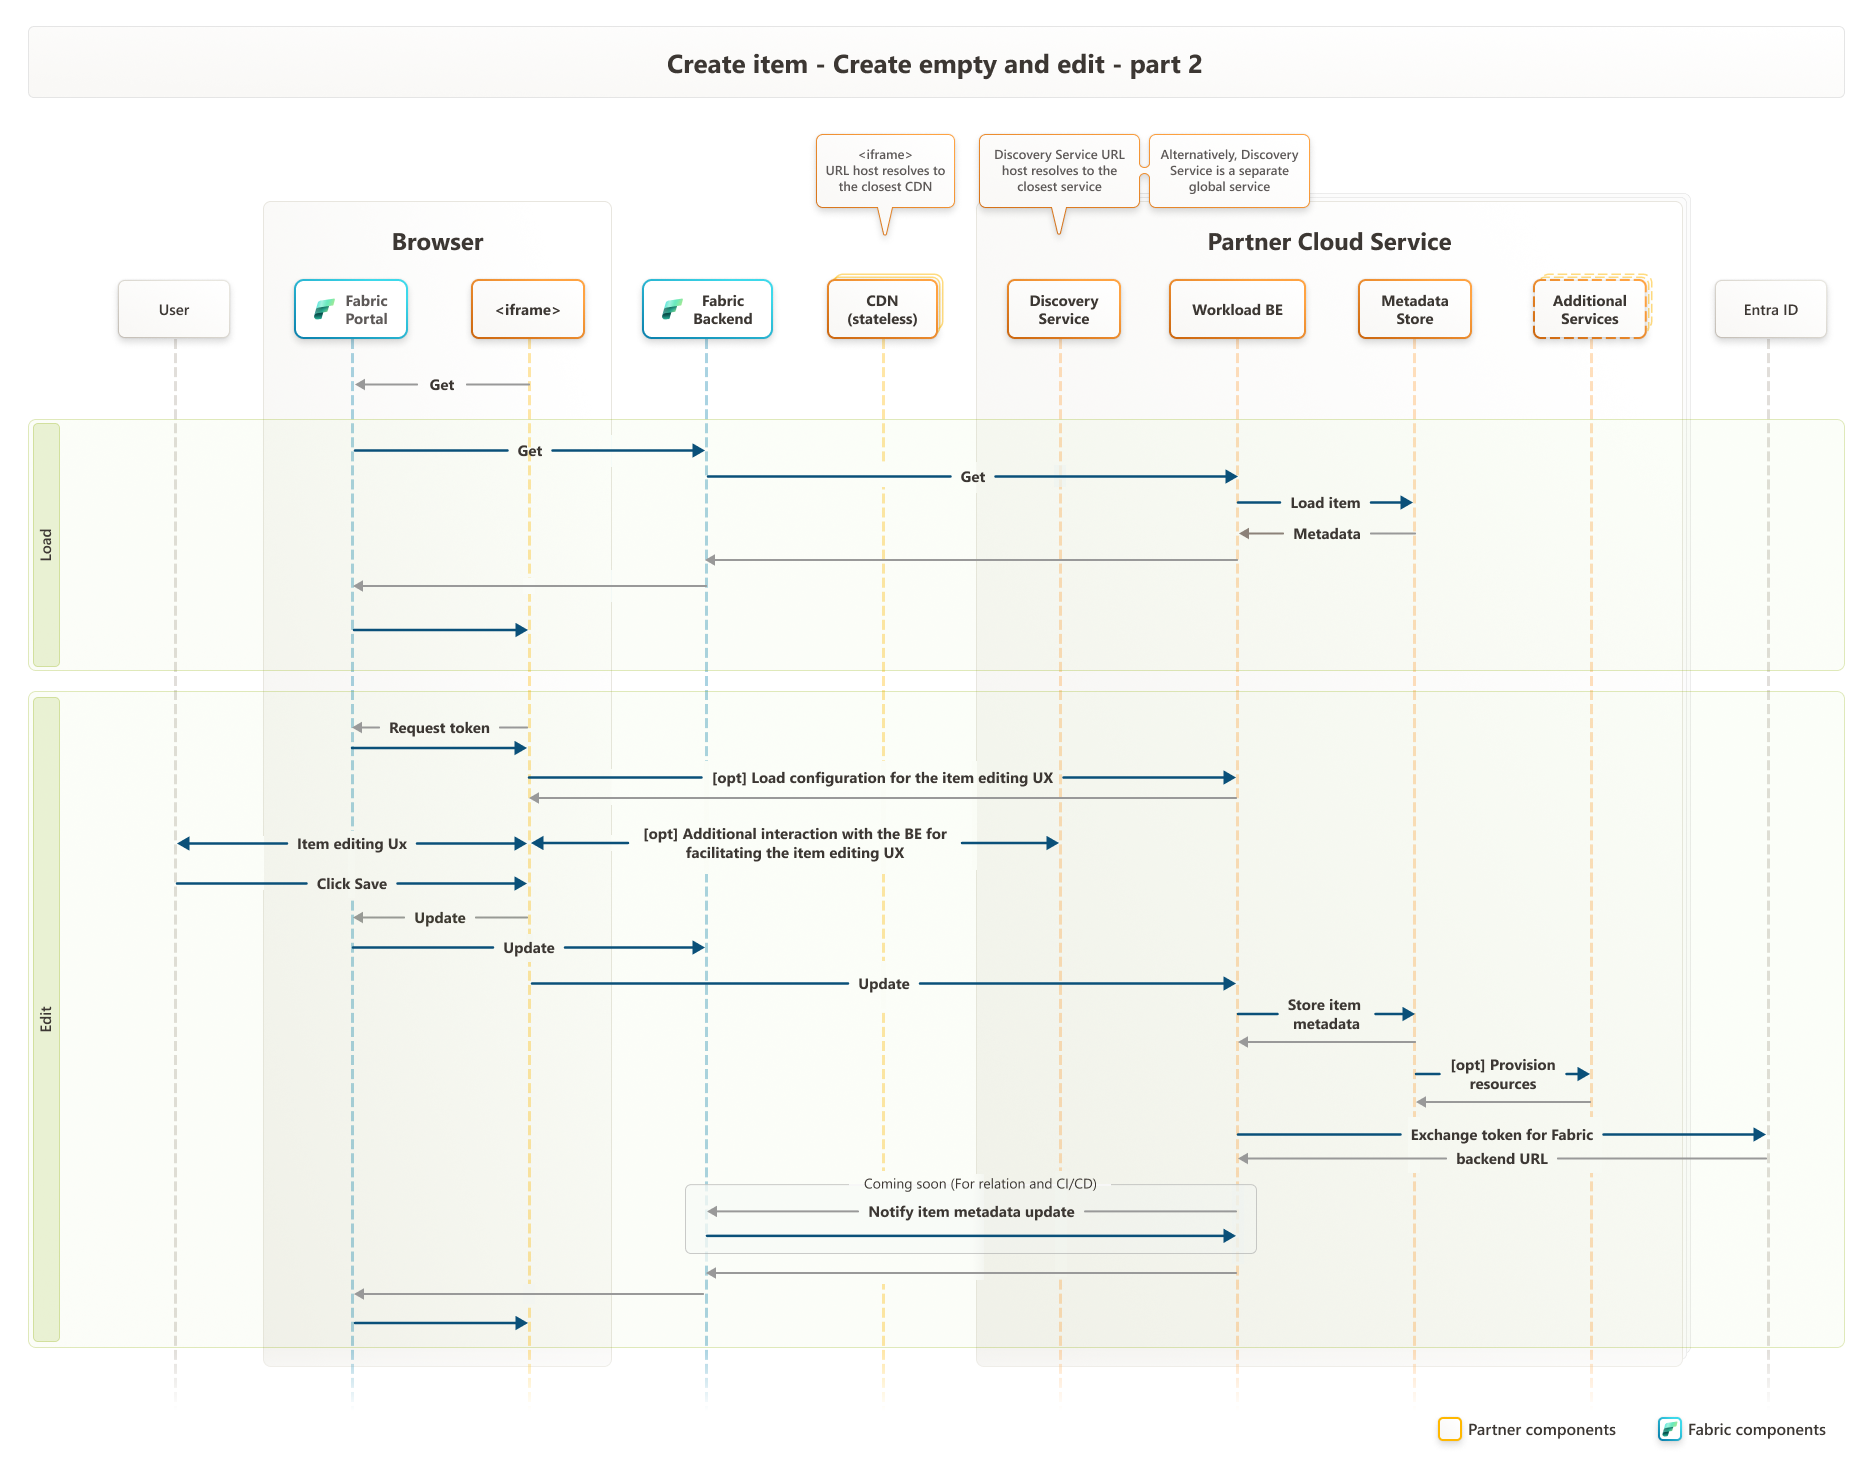 Create item - Create empty and edit - part 2
<iframe>
URL host resolves to
the closest CDN
Discovery Service URL
host resolves to the
closest service
Alternatively, Discovery
Service is a separate
global service
Browser
Partner Cloud Service
User
Fabric
Portal
<iframe>
Fabric
Backend
CDN
(stateless)
Discovery
Service
Workload BE
Metadata
Store
Additional
Services
Entra ID
Get
Load
Get
Get
Load item
Metadata
Edit
Request token
[opt] Load configuration for the item editing UX
Item editing Ux
[opt] Additional interaction with the BE for
facilitating the item editing UX
Click Save
Update
Update
Update
Store item
metadata
[opt] Provision
resources
Exchange token for Fabric
backend URL
Coming soon (For relation and CI/CD)
Notify item metadata update
Partner components
Fabric components